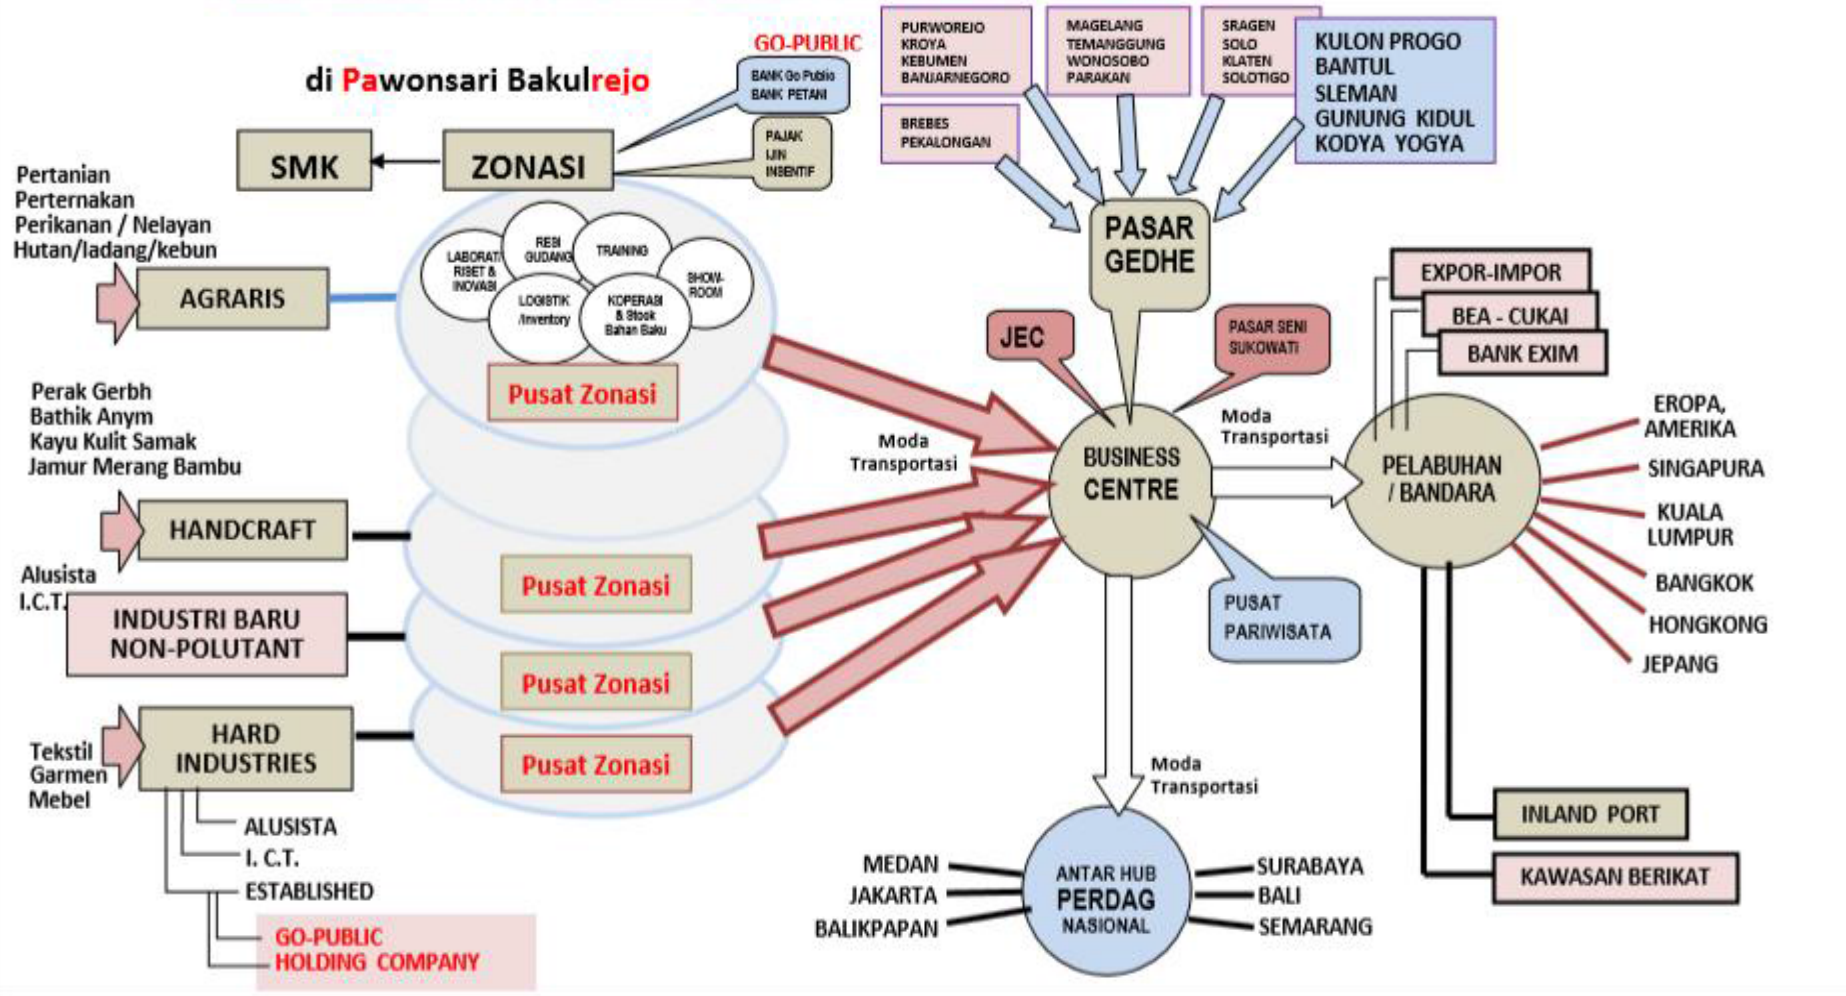 di Pawonsari Bakulrejo
GO-PUBLIC
BANK Go Public
BANK PETANI
PAJAK
IJIN
INSENTIF
SMK
ZONASI
Pertanian
Perternakan
Perikanan / Nelayan
Hutan/ladang/kebun
AGRARIS
LABORAT/
RISET &
INOVASI
RESI
GUDANG
TRAINING
SHOW-
ROOM
LOGISTIK
/Inventory
KOPERASI
& Stock
Bahan Baku
Pusat Zonasi
Perak Gerbh
Bathik Anym
Kayu Kulit Samak
Jamur Merang Bambu
HANDCRAFT
Pusat Zonasi
Alusista
I.C.T.
INDUSTRI BARU
NON-POLUTANT
Pusat Zonasi
Tekstil
Garmen
Mebel
HARD
INDUSTRIES
Pusat Zonasi
ALUSISTA
I. C.T.
ESTABLISHED
GO-PUBLIC
HOLDING COMPANY
PURWOREJO
KROYA
KEBUMEN
BANJARNEGORO
MAGELANG
TEMANGGUNG
WONOSOBO
PARAKAN
SRAGEN
SOLO
KLATEN
SOLOTIGO
KULON PROGO
BANTUL
SLEMAN
GUNUNG KIDUL
KODYA YOGYA
BREBES
PEKALONGAN
PASAR
GEDHE
JEC
PASAR SENI
SUKOWATI
Moda
Transportasi
BUSINESS
CENTRE
Moda
Transportasi
PUSAT
PARIWISATA
EXPOR-IMPOR
BEA - CUKAI
BANK EXIM
PELABUHAN
/ BANDARA
EROPA,
AMERIKA
SINGAPURA
KUALA
LUMPUR
BANGKOK
HONGKONG
JEPANG
INLAND PORT
KAWASAN BERIKAT
Moda
Transportasi
ANTAR HUB
PERDAG
NASIONAL
MEDAN
JAKARTA
BALIKPAPAN
SURABAYA
BALI
SEMARANG